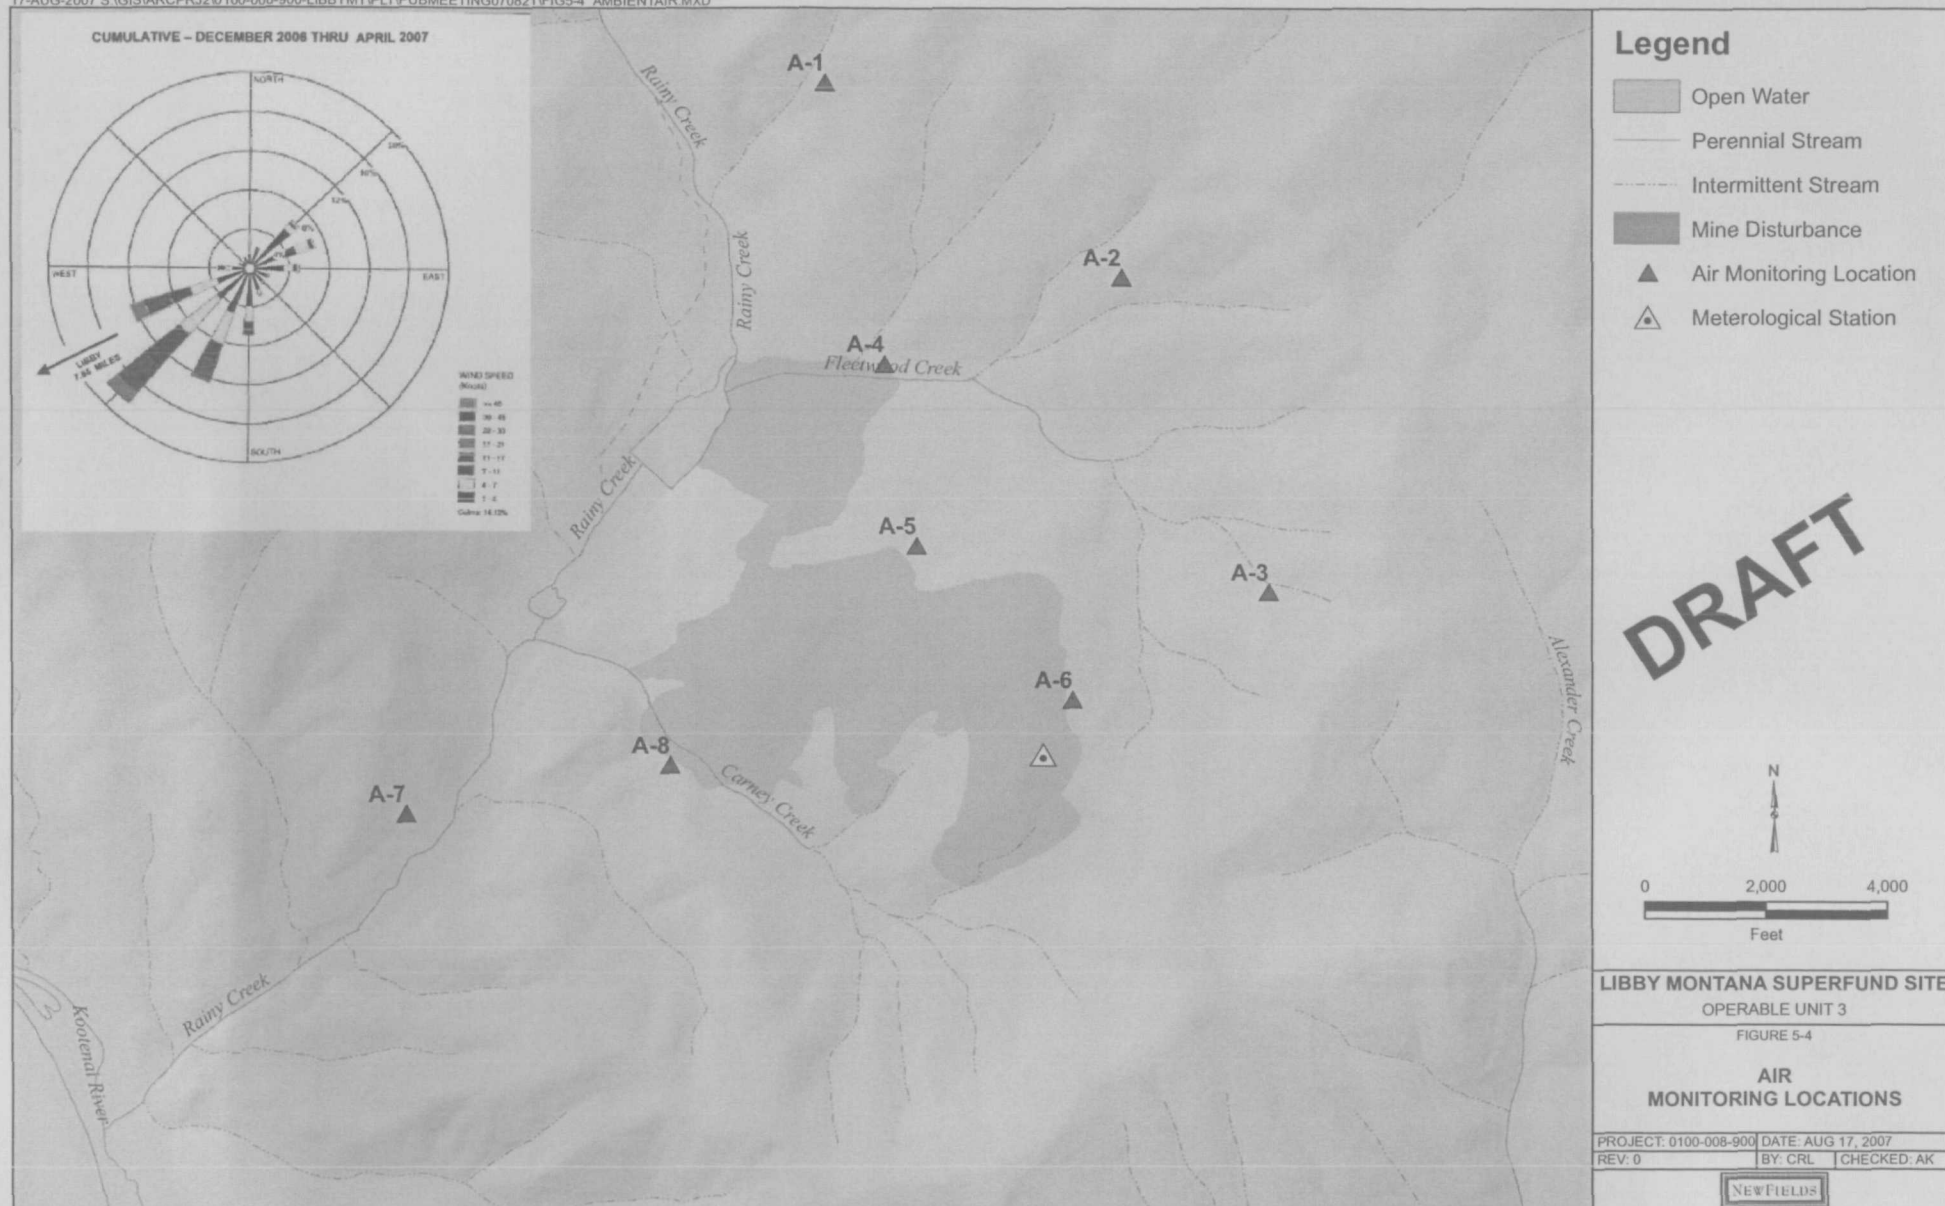 17-AUG-2007
CUMULATIVE – DECEMBER 2006 THRU APRIL 2007
NORTH
WEST
EAST
SOUTH
LIBBY
WIND SPEED
Rainy Creek
Rainy Creek
Rainy Creek
Rainy Creek
Fleetwood Creek
Carney Creek
Alexander Creek
Kootenai River
A-1
A-2
A-4
A-5
A-3
A-6
A-8
A-7
Legend
Open Water
Perennial Stream
Intermittent Stream
Mine Disturbance
Air Monitoring Location
Meterological Station
DRAFT
N
0 2,000 4,000
Feet
LIBBY MONTANA SUPERFUND SITE
OPERABLE UNIT 3
FIGURE 5-4
AIR
MONITORING LOCATIONS
PROJECT: 0100-008-900 DATE: AUG 17, 2007
REV: 0 BY: CRL CHECKED: AK
NEWFIELDS